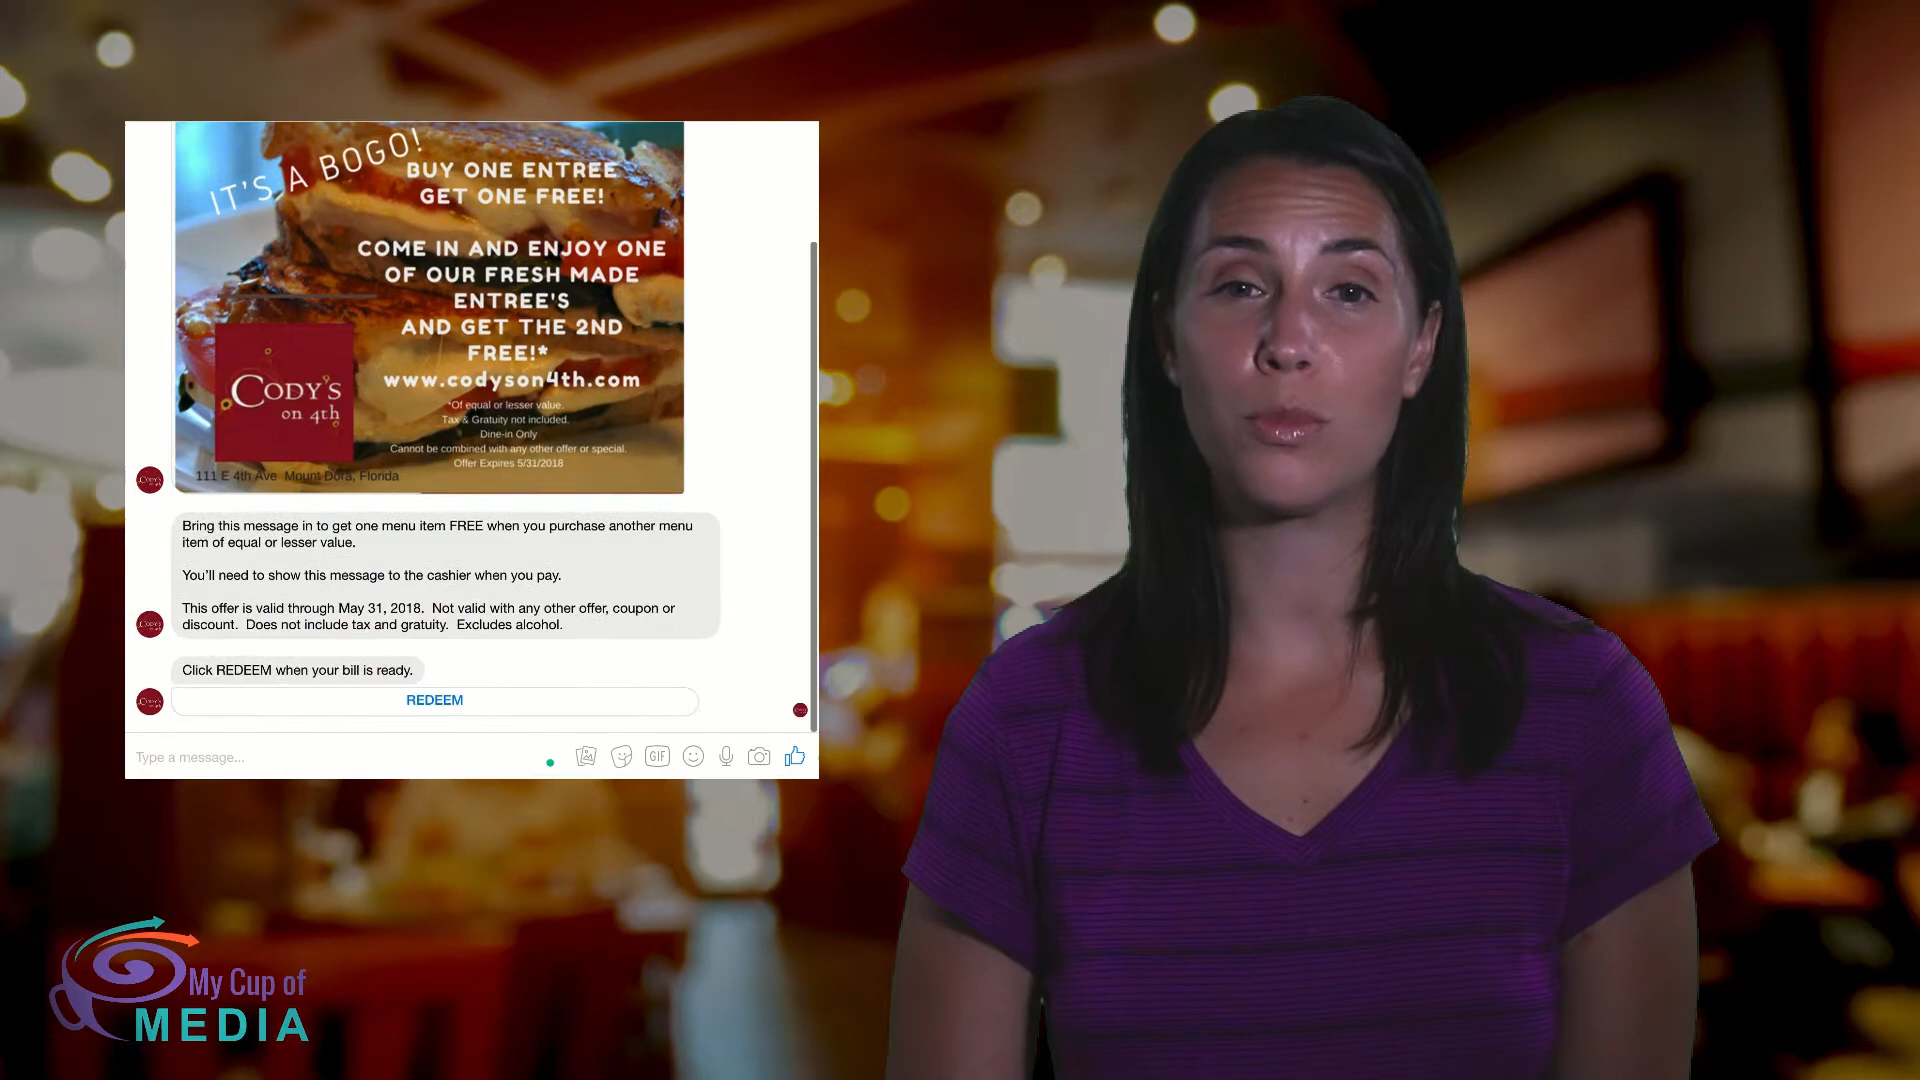 IT'S A BOGO!
BUY ONE ENTREE
GET ONE FREE!
COME IN AND ENJOY ONE
OF OUR FRESH MADE
ENTREE'S
AND GET THE 2ND
FREE!*
www.codyson4th.com
*Of equal or lesser value.
Tax & Gratuity not included.
Dine-in Only
Cannot be combined with any other offer or special.
Offer Expires 5/31/2018
CODY'S
on 4th
111 E 4th Ave Mount Dora, Florida
Bring this message in to get one menu item FREE when you purchase another menu
item of equal or lesser value.
You'll need to show this message to the cashier when you pay.
This offer is valid through May 31, 2018. Not valid with any other offer, coupon or
discount. Does not include tax and gratuity. Excludes alcohol.
Click REDEEM when your bill is ready.
REDEEM
Type a message...
GIF
My Cup of
MEDIA